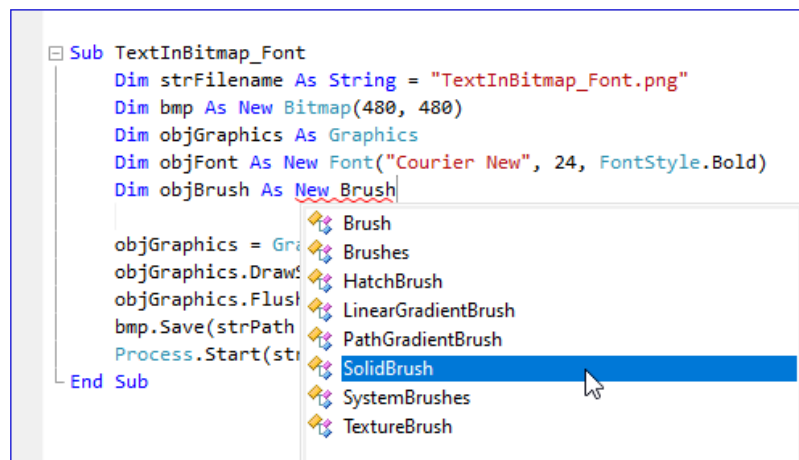 Sub TextInBitmap_Font
Dim strFilename As String = "TextInBitmap_Font.png"
Dim bmp As New Bitmap(480, 480)
Dim objGraphics As Graphics
Dim objFont As New Font("Courier New", 24, FontStyle.Bold)
Dim objBrush As New Brush
objGraphics = Gra
objGraphics.DrawS
objGraphics.Flush
bmp.Save(strPath
Process.Start(str
End Sub
Brush
Brushes
HatchBrush
LinearGradientBrush
PathGradientBrush
SolidBrush
SystemBrushes
TextureBrush